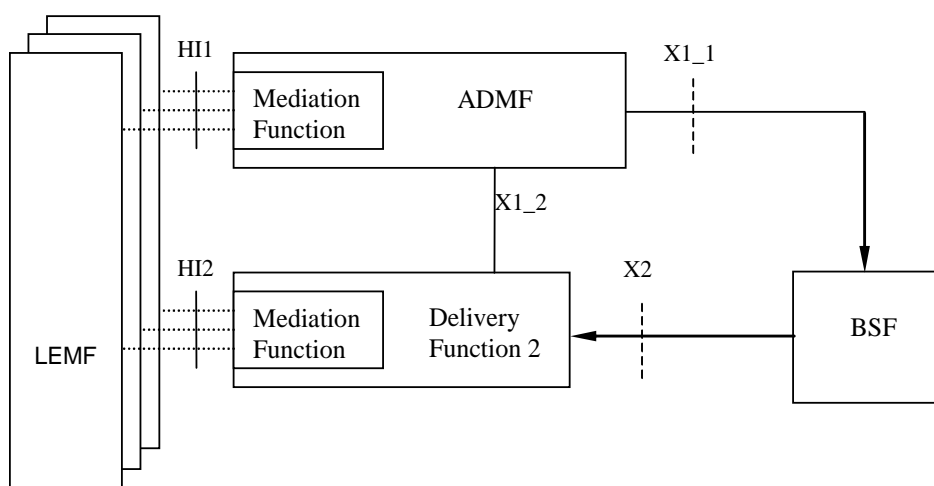 HI1
X1_1
Mediation
Function
ADMF
X1_2
HI2
X2
Mediation
Function
Delivery
Function 2
BSF
LEMF